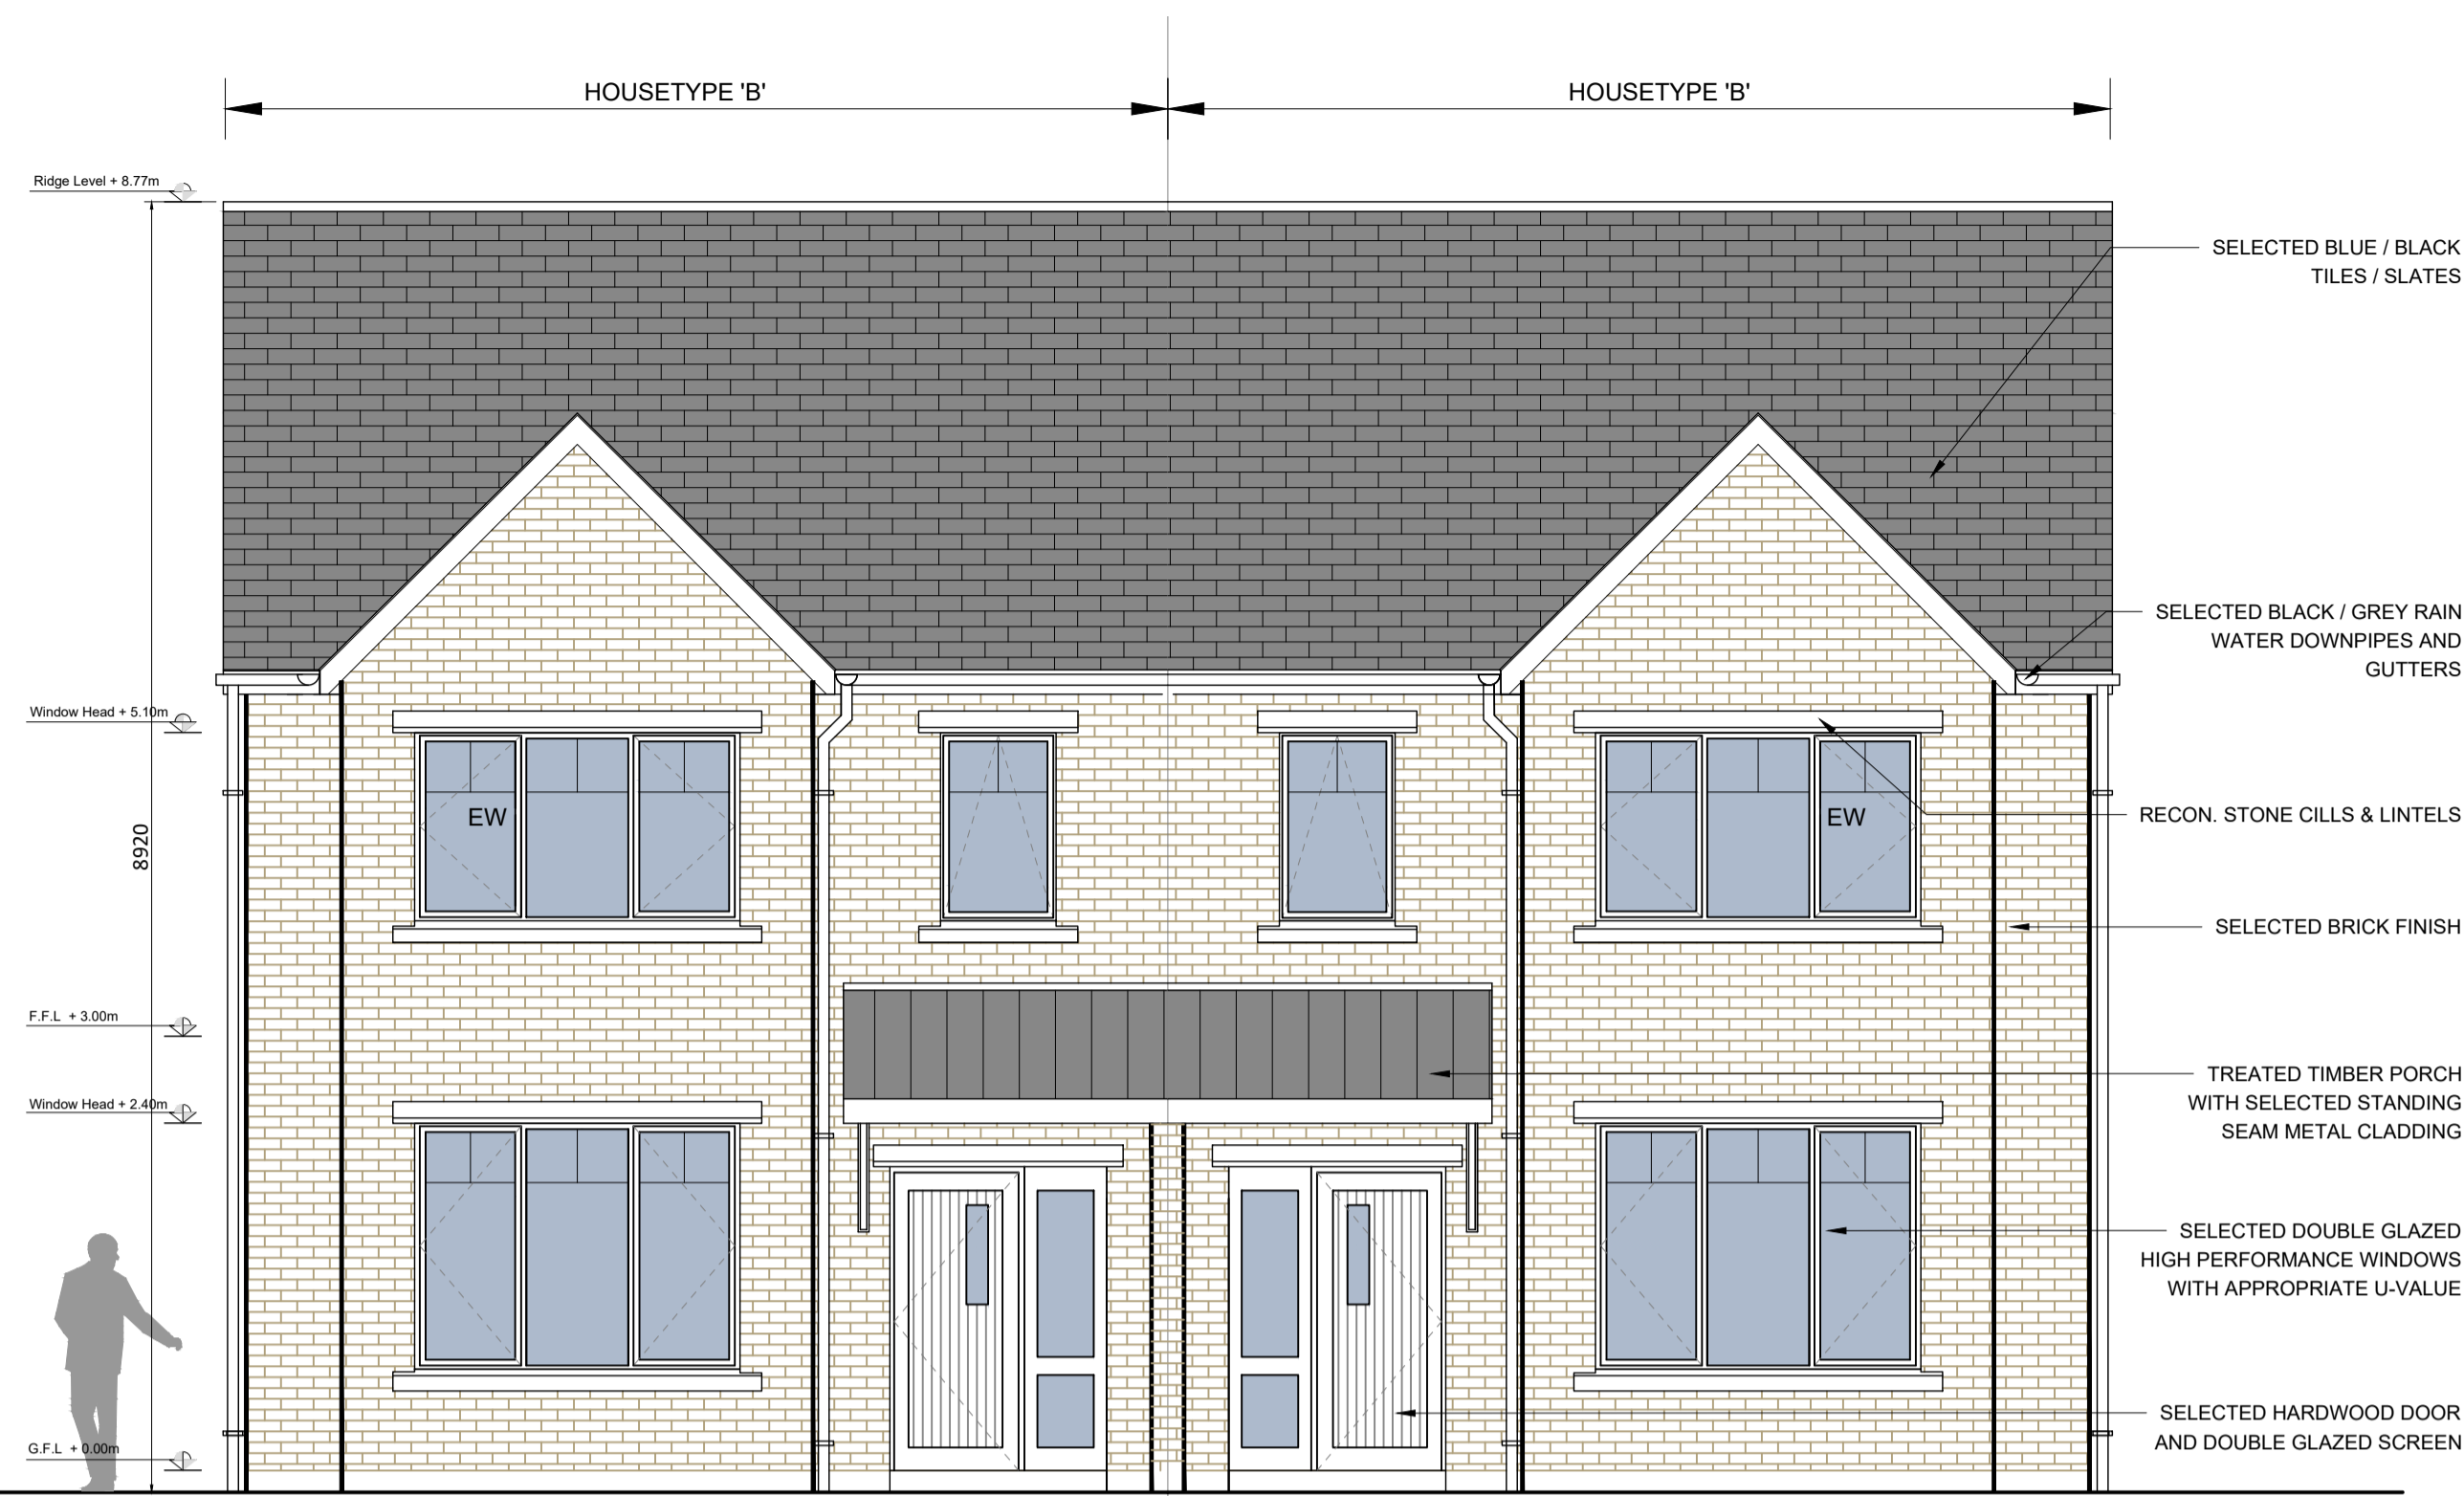 HOUSETYPE 'B'
HOUSETYPE 'B'
Ridge Level + 8.77m
SELECTED BLUE / BLACK
TILES / SLATES
SELECTED BLACK / GREY RAIN
WATER DOWNPIPES AND
GUTTERS
Window Head + 5.10m
EW
EW
RECON. STONE CILLS & LINTELS
8920
SELECTED BRICK FINISH
F.F.L + 3.00m
TREATED TIMBER PORCH
WITH SELECTED STANDING
SEAM METAL CLADDING
Window Head + 2.40m
SELECTED DOUBLE GLAZED
HIGH PERFORMANCE WINDOWS
WITH APPROPRIATE U-VALUE
SELECTED HARDWOOD DOOR
AND DOUBLE GLAZED SCREEN
G.F.L + 0.00m